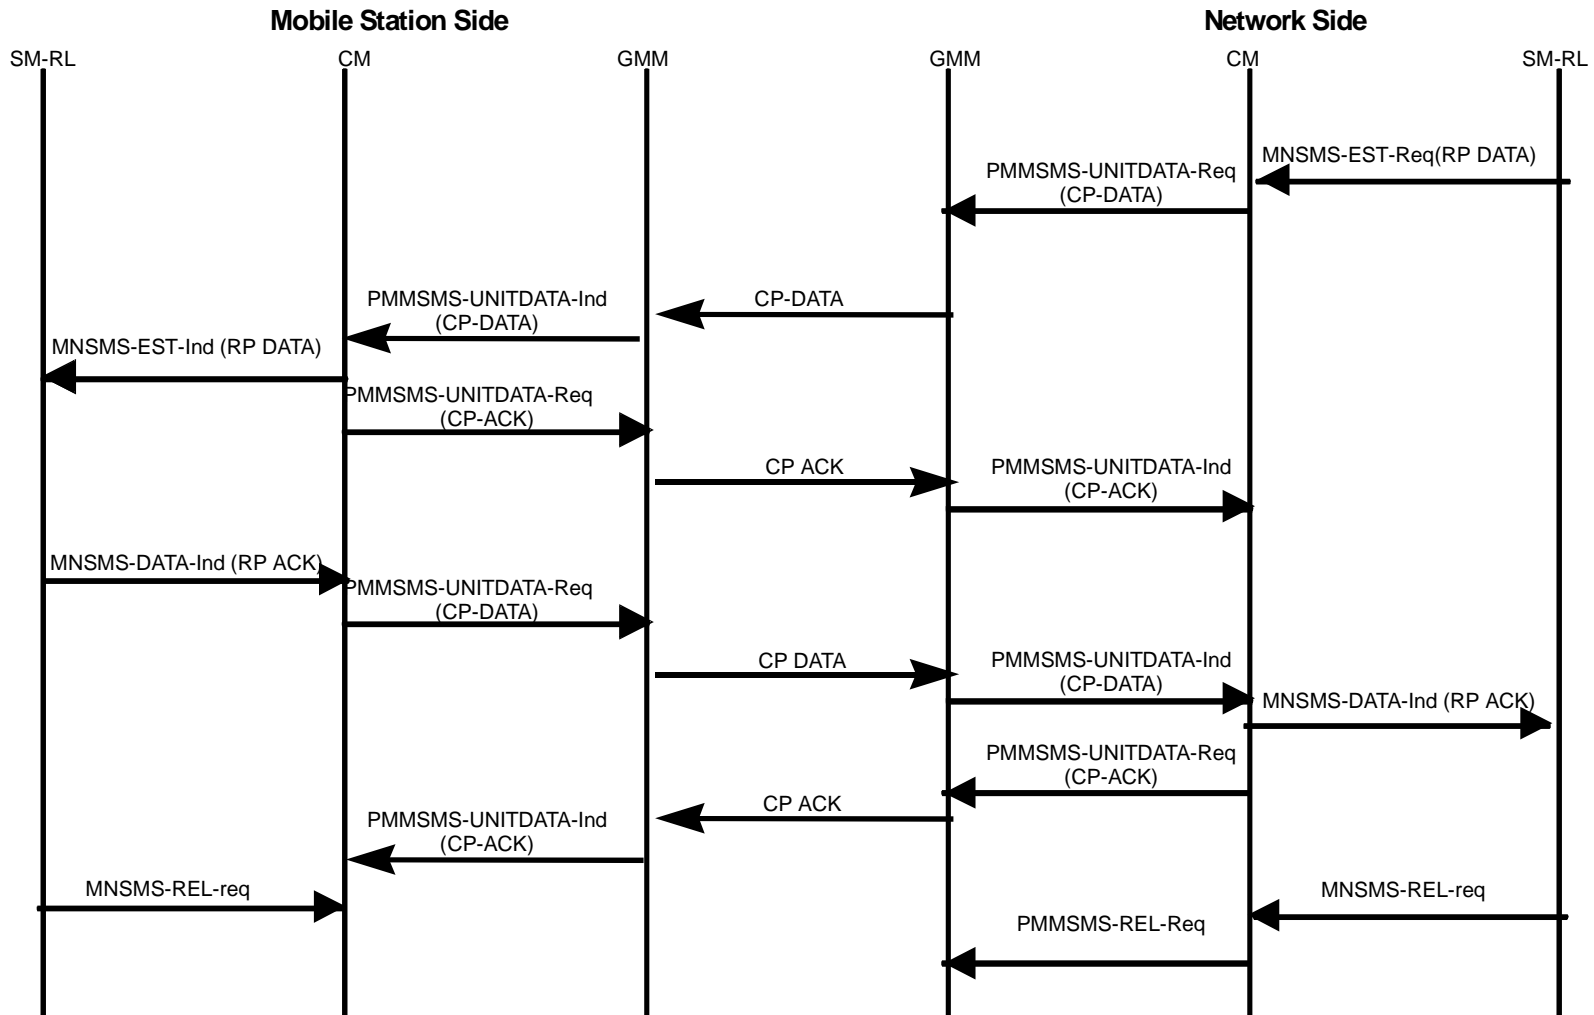 Mobile Station Side
Network Side
SM-RL
CM
GMM
GMM
CM
SM-RL
MNSMS-EST-Req(RP DATA)
PMMSMS-UNITDATA-Req
(CP-DATA)
CP-DATA
PMMSMS-UNITDATA-Ind
(CP-DATA)
MNSMS-EST-Ind (RP DATA)
PMMSMS-UNITDATA-Req
(CP-ACK)
CP ACK
PMMSMS-UNITDATA-Ind
(CP-ACK)
MNSMS-DATA-Ind (RP ACK)
PMMSMS-UNITDATA-Req
(CP-DATA)
CP DATA
PMMSMS-UNITDATA-Ind
(CP-DATA)
MNSMS-DATA-Ind (RP ACK)
PMMSMS-UNITDATA-Req
(CP-ACK)
CP ACK
PMMSMS-UNITDATA-Ind
(CP-ACK)
MNSMS-REL-req
MNSMS-REL-req
PMMSMS-REL-Req